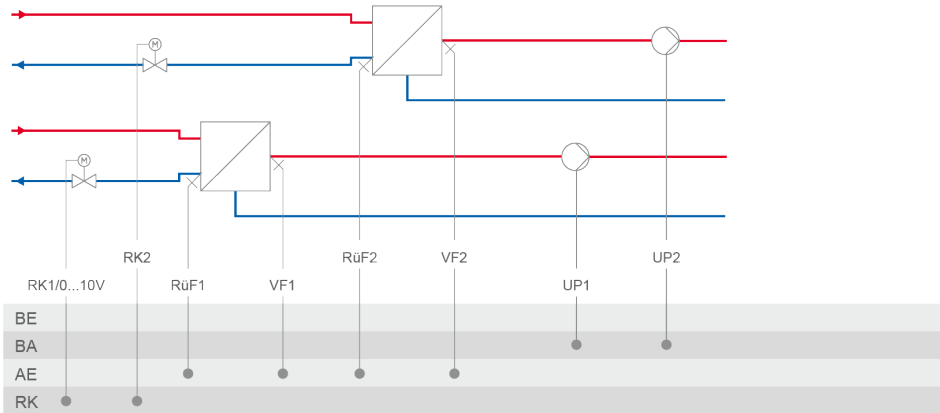 M
M
RK2 RüF2 VF2 UP2
RK1/0...10V RüF1 VF1 UP1
BE
BA
AE
RK